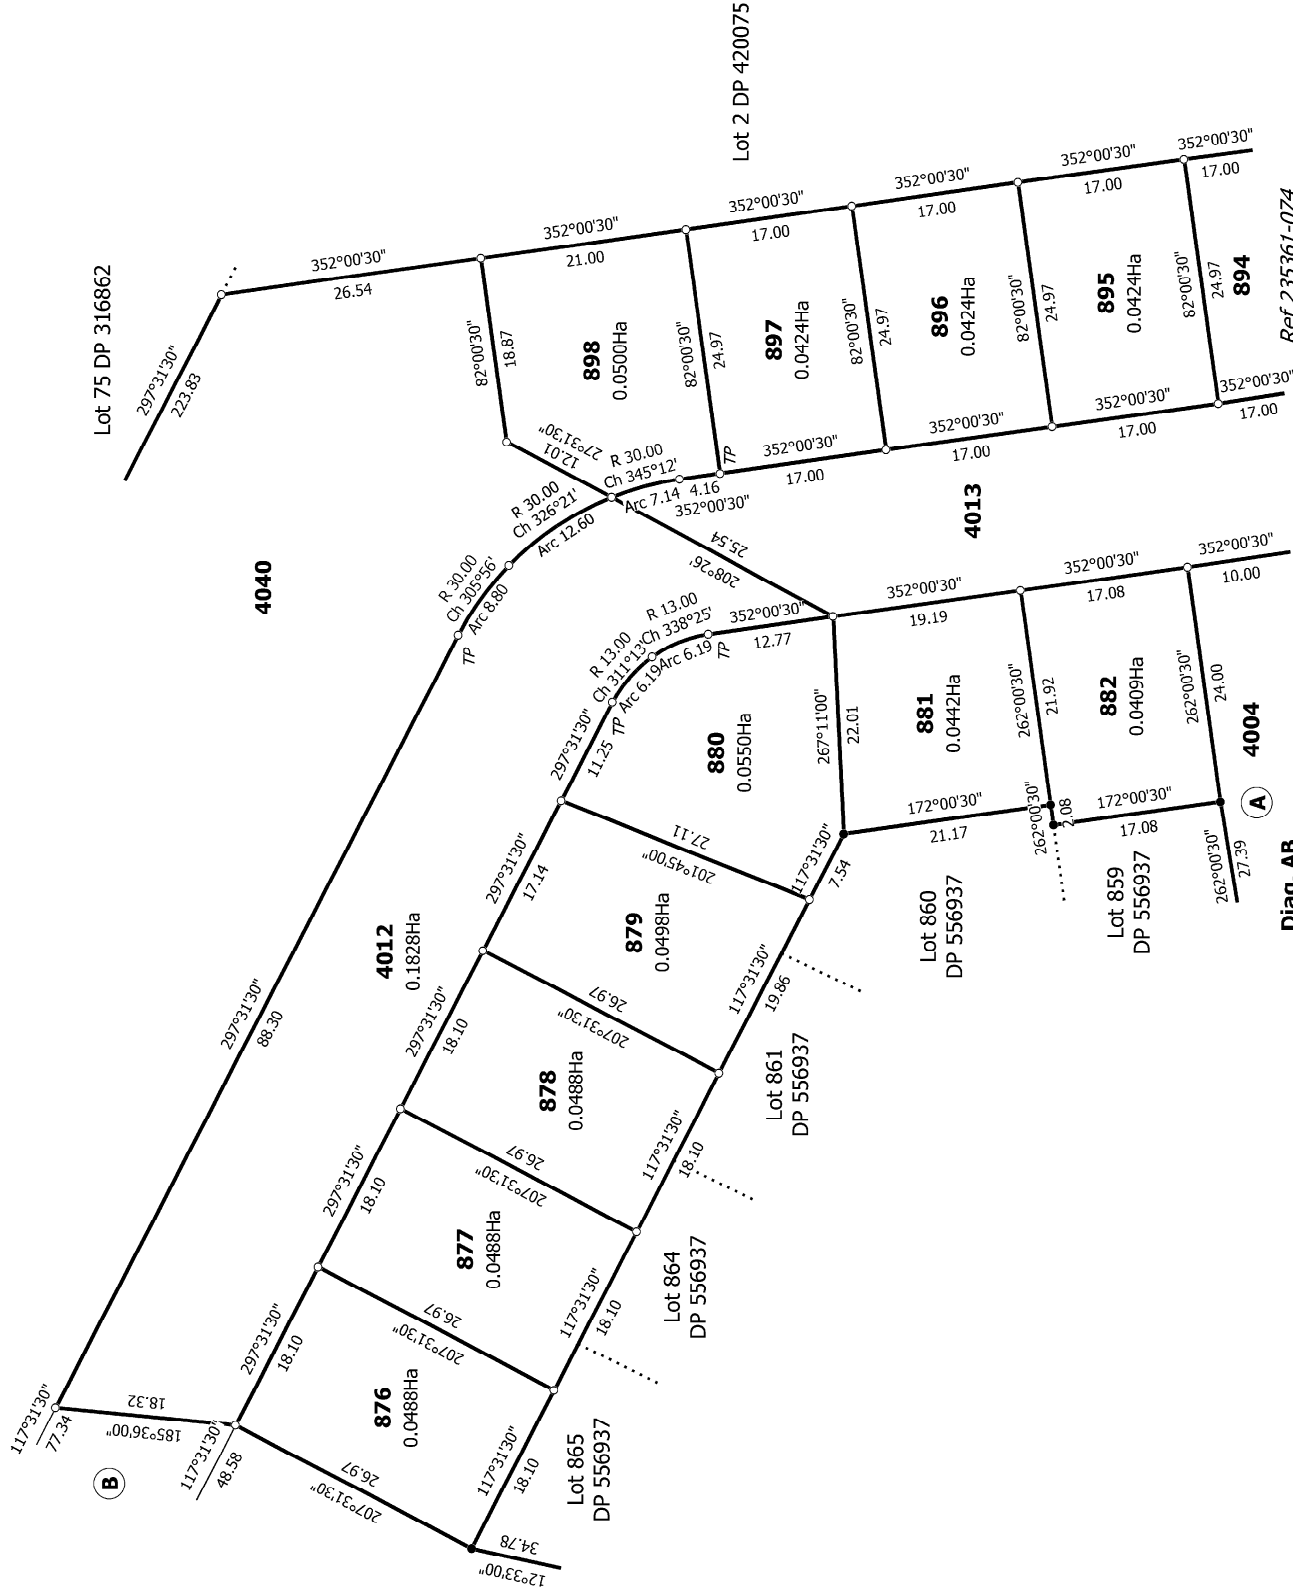 Lot 75 DP 316862
Lot 2 DP 420075
297°31'30"
223.83
352°00'30"
26.54
4040
352°00'30"
21.00
82°00'30"
18.87
898
0.0500Ha
27°31'30"
12.01
352°00'30"
17.00
82°00'30"
24.97
897
0.0424Ha
352°00'30"
17.00
82°00'30"
24.97
896
0.0424Ha
352°00'30"
17.00
82°00'30"
24.97
895
0.0424Ha
352°00'30"
17.00
82°00'30"
24.97
894
Ref 235361-074
R 30.00
Ch 345°12'
Arc 7.14
4.16
352°00'30"
TP
352°00'30"
17.00
352°00'30"
17.00
352°00'30"
17.00
352°00'30"
17.00
4013
R 30.00
Ch 326°21'
Arc 12.60
R 30.00
Ch 305°56'
Arc 8.80
TP
25.54
208°26'
R 13.00
Ch 338°25'
Arc 6.19
TP
R 13.00
Ch 311°13'
Arc 6.19
TP
352°00'30"
12.77
352°00'30"
19.19
352°00'30"
17.08
352°00'30"
10.00
297°31'30"
11.25
880
0.0550Ha
267°11'00"
22.01
881
0.0442Ha
262°00'30"
21.92
882
0.0409Ha
262°00'30"
24.00
4004
A
172°00'30"
21.17
262°00'30"
2.08
172°00'30"
17.08
262°00'30"
27.39
Diag. AB
Lot 860
DP 556937
Lot 859
DP 556937
117°31'30"
7.54
27.11
201°45'00"
297°31'30"
17.14
879
0.0498Ha
117°31'30"
19.86
Lot 861
DP 556937
4012
0.1828Ha
297°31'30"
88.30
297°31'30"
18.10
26.97
207°31'30"
878
0.0488Ha
117°31'30"
18.10
Lot 864
DP 556937
297°31'30"
18.10
26.97
207°31'30"
877
0.0488Ha
117°31'30"
18.10
297°31'30"
18.10
26.97
207°31'30"
876
0.0488Ha
117°31'30"
18.10
Lot 865
DP 556937
117°31'30"
77.34
18.32
185°36'00"
B
117°31'30"
48.58
26.97
207°31'30"
34.78
12°33'00"